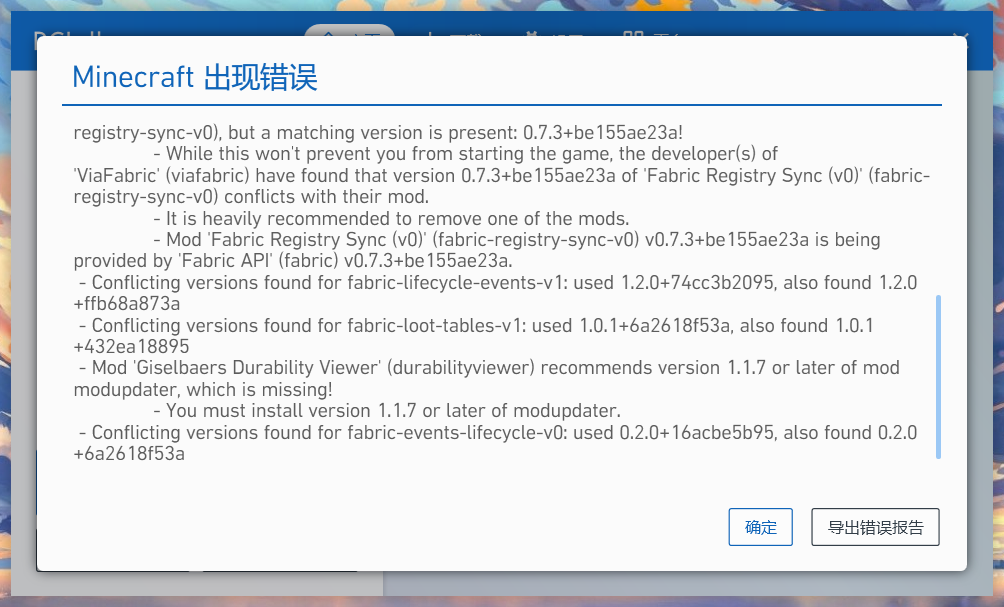 Minecraft 出现错误
registry-sync-v0), but a matching version is present: 0.7.3+be155ae23a!
- While this won't prevent you from starting the game, the developer(s) of
'ViaFabric' (viafabric) have found that version 0.7.3+be155ae23a of 'Fabric Registry Sync (v0)' (fabric-
registry-sync-v0) conflicts with their mod.
- It is heavily recommended to remove one of the mods.
- Mod 'Fabric Registry Sync (v0)' (fabric-registry-sync-v0) v0.7.3+be155ae23a is being
provided by 'Fabric API' (fabric) v0.7.3+be155ae23a.
- Conflicting versions found for fabric-lifecycle-events-v1: used 1.2.0+74cc3b2095, also found 1.2.0
+ffb68a873a
- Conflicting versions found for fabric-loot-tables-v1: used 1.0.1+6a2618f53a, also found 1.0.1
+432ea18895
- Mod 'Giselbaers Durability Viewer' (durabilityviewer) recommends version 1.1.7 or later of mod
modupdater, which is missing!
- You must install version 1.1.7 or later of modupdater.
- Conflicting versions found for fabric-events-lifecycle-v0: used 0.2.0+16acbe5b95, also found 0.2.0
+6a2618f53a
确定
导出错误报告